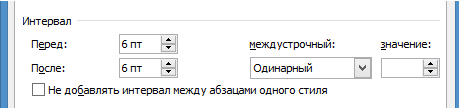 Интервал
Перед: 6 пт междустрочный: значение:
После: 6 пт Одинарный
Не добавлять интервал между абзацами одного стиля